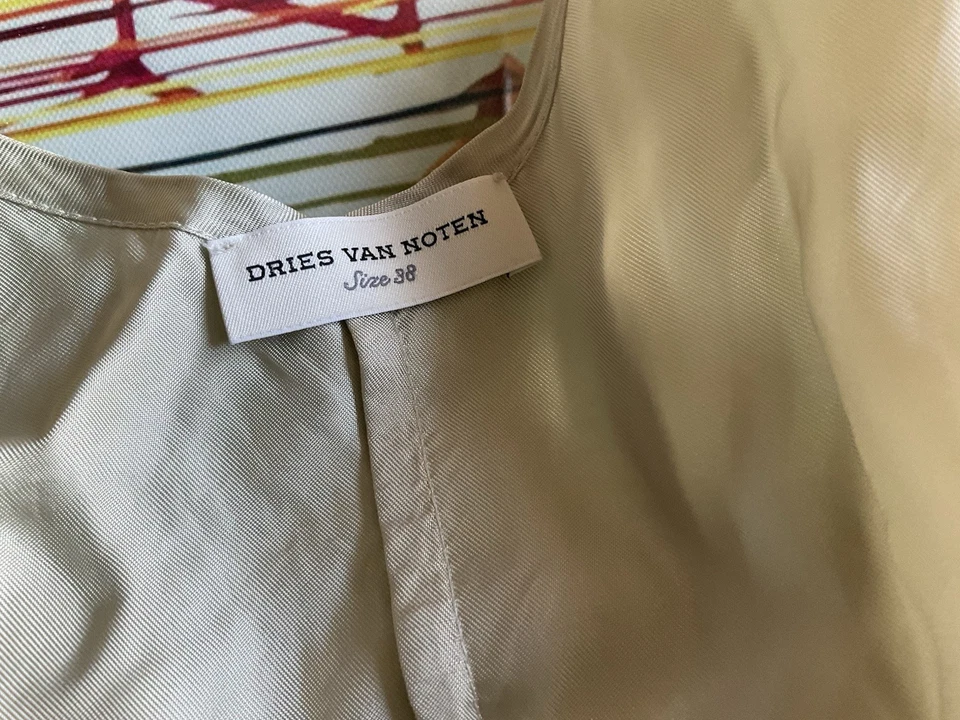 DRIES VAN NOTEN
Size 38